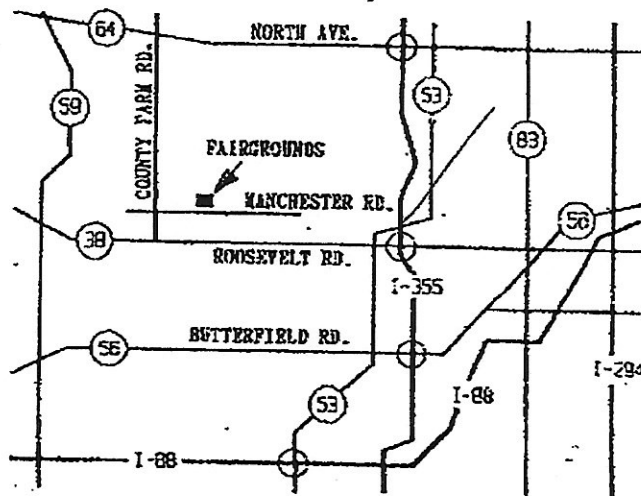 64
NORTH AVE.
59
COUNTY FARM RD.
53
83
FAIRGROUNDS
MANCHESTER RD.
56
38
ROOSEVELT RD.
I-355
56
BUTTERFIELD RD.
I-294
I-88
53
I-88